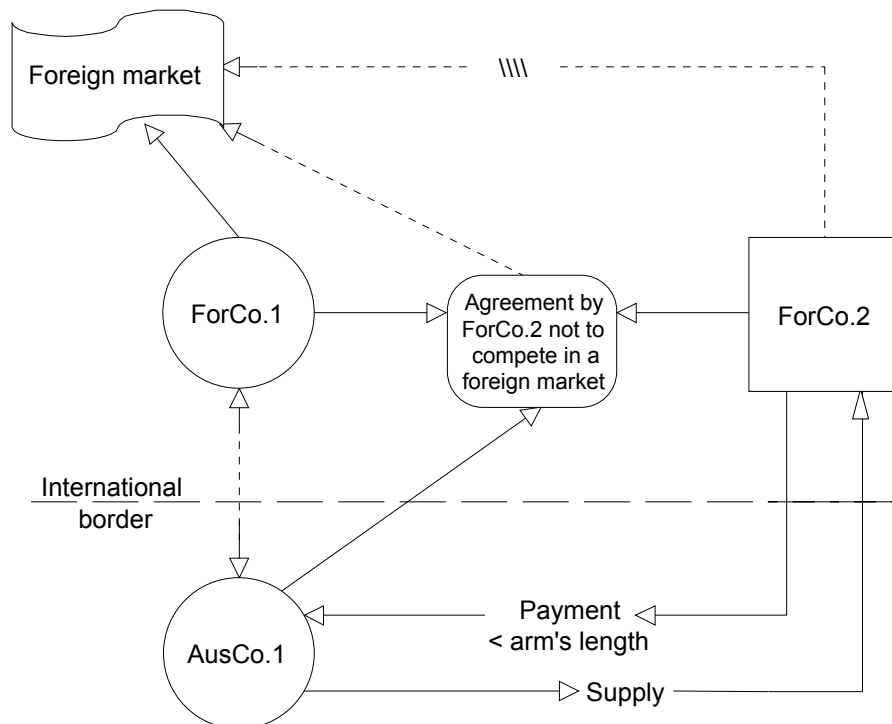 Foreign market
\\\\
ForCo.1
Agreement by
ForCo.2 not to
compete in a
foreign market
ForCo.2
International
border
Payment
< arm's length
AusCo.1
Supply